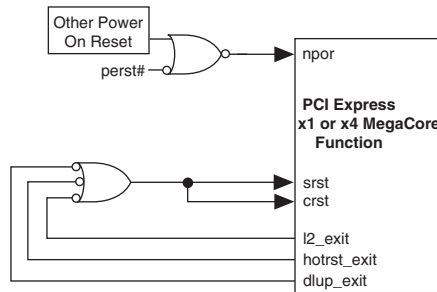 Other Power
On Reset
perst#
npor
PCI Express
x1 or x4 MegaCore
Function
srst
crst
l2_exit
hotrst_exit
dlup_exit